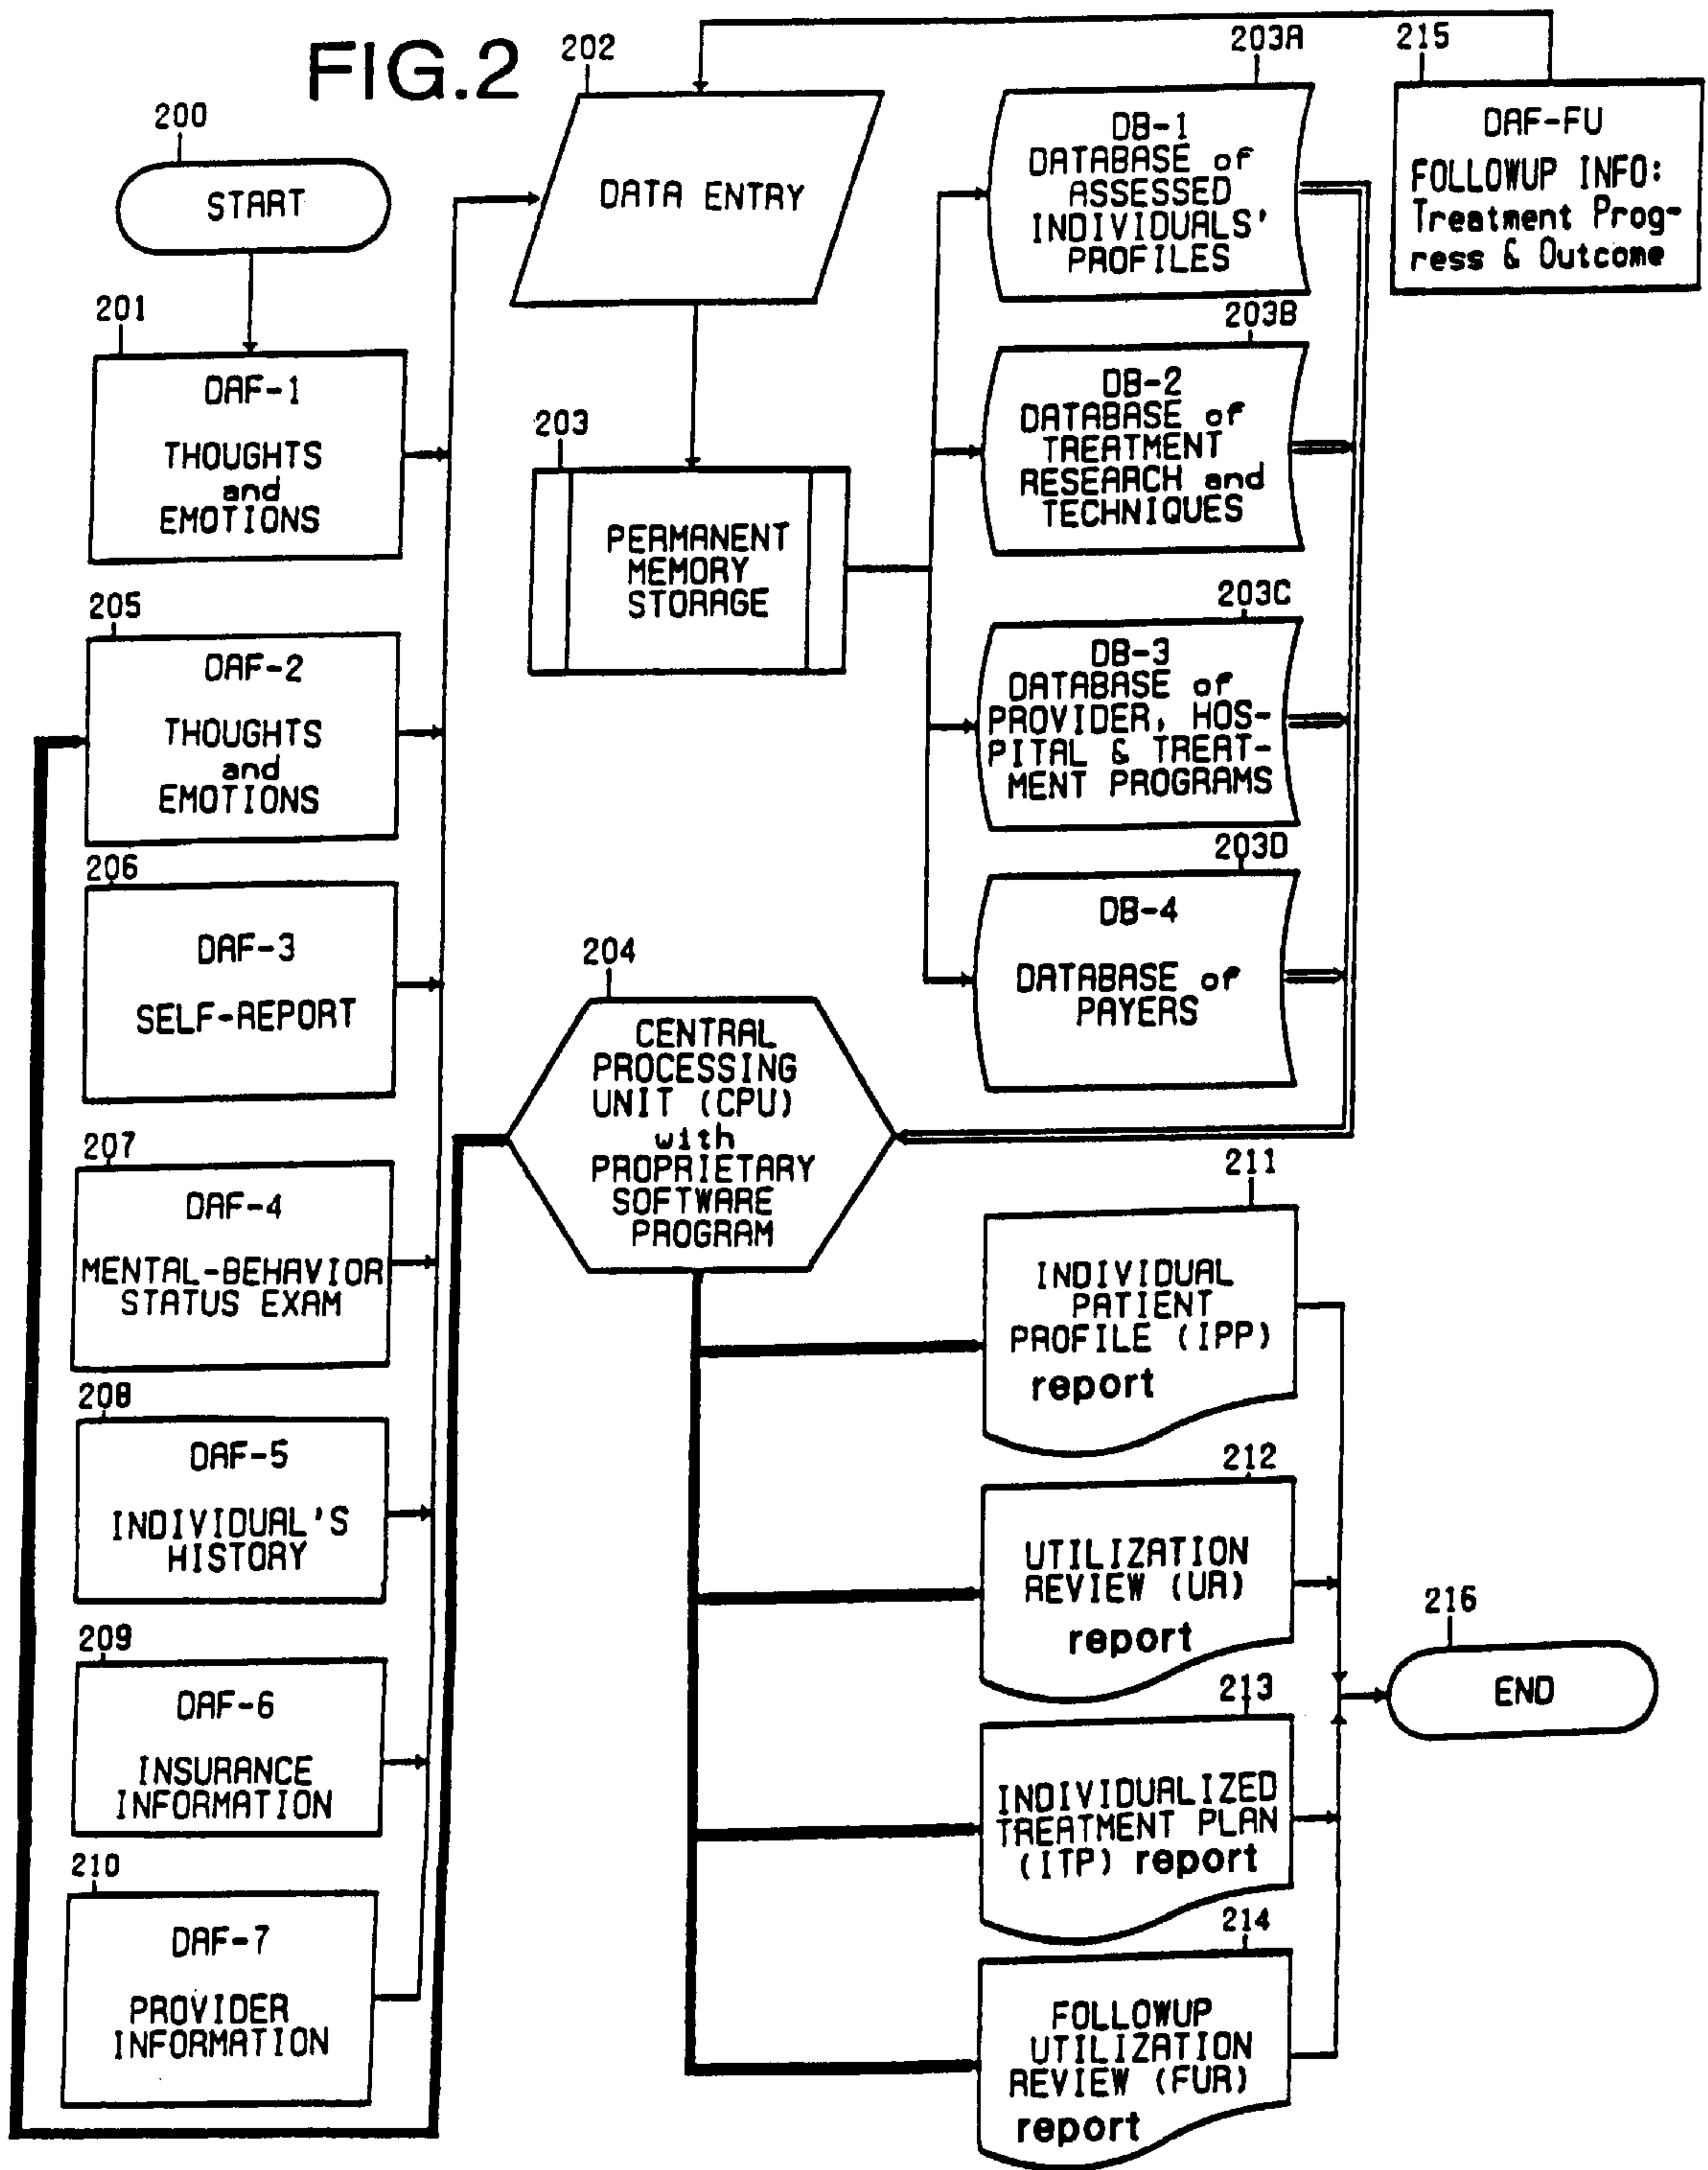 FIG.2
200
START
201
DAF-1
THOUGHTS
and
EMOTIONS
205
DAF-2
THOUGHTS
and
EMOTIONS
206
DAF-3
SELF-REPORT
207
DAF-4
MENTAL-BEHAVIOR
STATUS EXAM
208
DAF-5
INDIVIDUAL'S
HISTORY
209
DAF-6
INSURANCE
INFORMATION
210
DAF-7
PROVIDER
INFORMATION
202
DATA ENTRY
203
PERMANENT
MEMORY
STORAGE
203A
DB-1
DATABASE of
ASSESSED
INDIVIDUALS'
PROFILES
203B
DB-2
DATABASE of
TREATMENT
RESEARCH and
TECHNIQUES
203C
DB-3
DATABASE of
PROVIDER, HOS-
PITAL & TREAT-
MENT PROGRAMS
203D
DB-4
DATABASE of
PAYERS
215
DAF-FU
FOLLOWUP INFO:
Treatment Prog-
ress & Outcome
204
CENTRAL
PROCESSING
UNIT (CPU)
with
PROPRIETARY
SOFTWARE
PROGRAM
211
INDIVIDUAL
PATIENT
PROFILE (IPP)
report
212
UTILIZATION
REVIEW (UR)
report
213
INDIVIDUALIZED
TREATMENT PLAN
(ITP) report
214
FOLLOWUP
UTILIZATION
REVIEW (FUR)
report
216
END